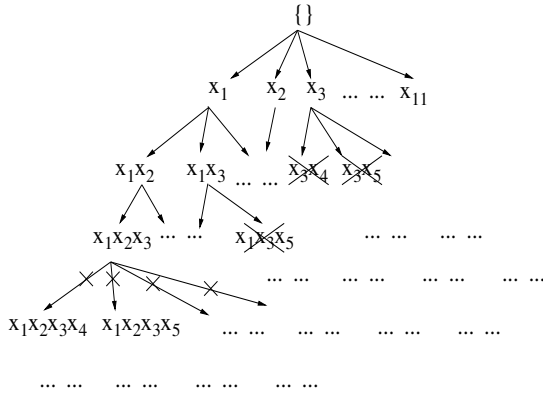 {}
x₁ x₂ x₃ ... ... x₁₁
x₁x₂ x₁x₃ ... ... x₃x₄ x₃x₅
x₁x₂x₃ ... ... x₁x₃x₅ ... ... ... ...
... ... ... ... ... ...
x₁x₂x₃x₄ x₁x₂x₃x₅ ... ... ... ... ... ... ... ...
... ... ... ... ... ... ... ...